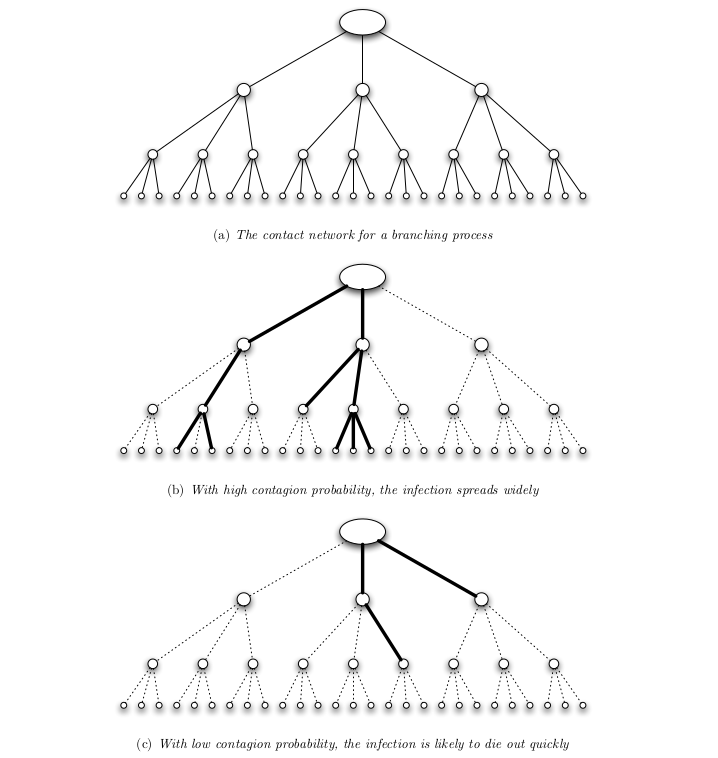 (a) The contact network for a branching process
(b) With high contagion probability, the infection spreads widely
(c) With low contagion probability, the infection is likely to die out quickly